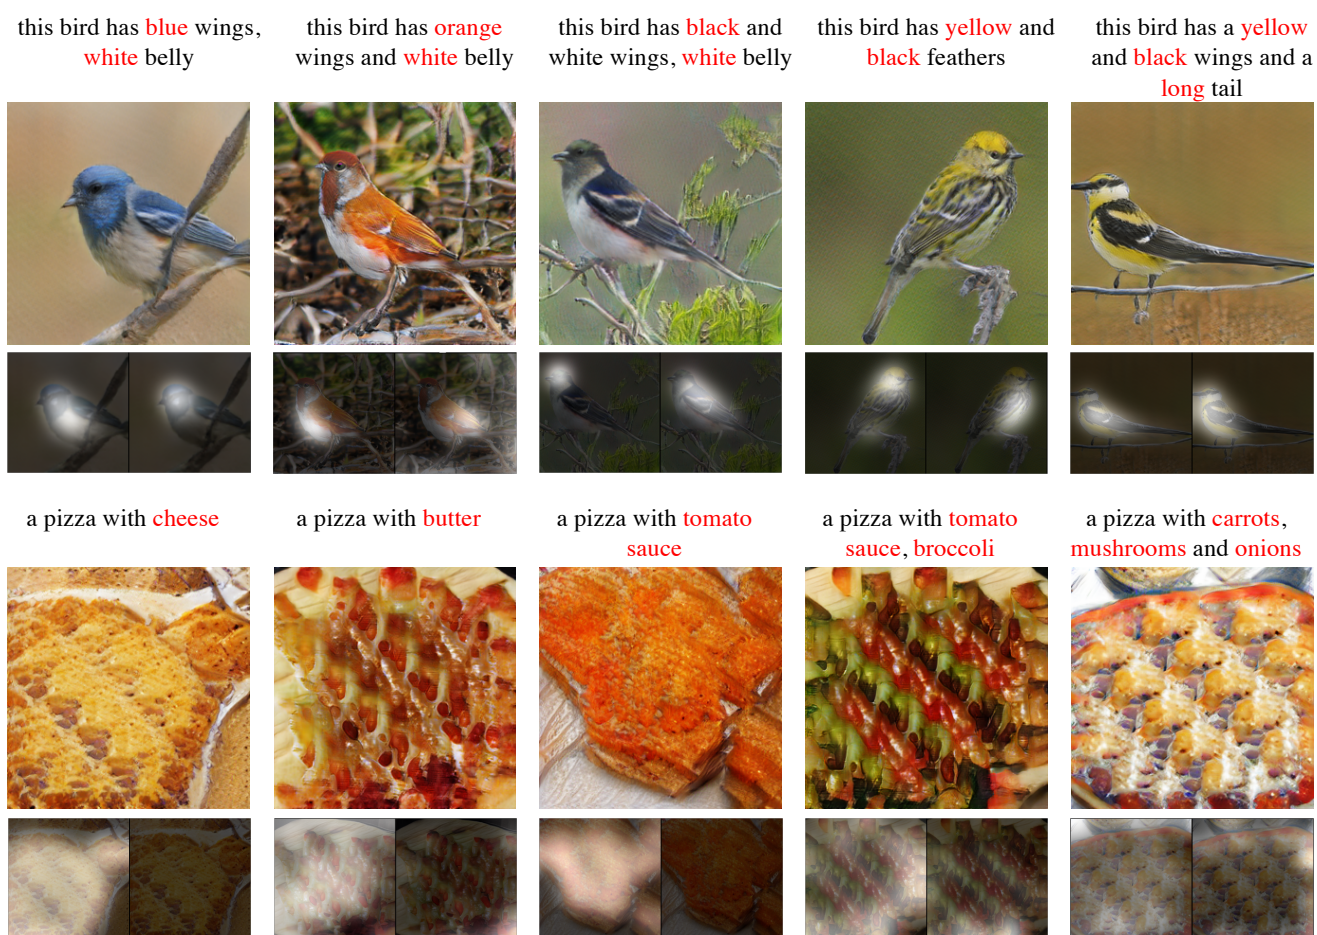 this bird has blue wings,
white belly
this bird has orange
wings and white belly
this bird has black and
white wings, white belly
this bird has yellow and
black feathers
this bird has a yellow
and black wings and a
long tail
a pizza with cheese
a pizza with butter
a pizza with tomato
sauce
a pizza with tomato
sauce, broccoli
a pizza with carrots,
mushrooms and onions